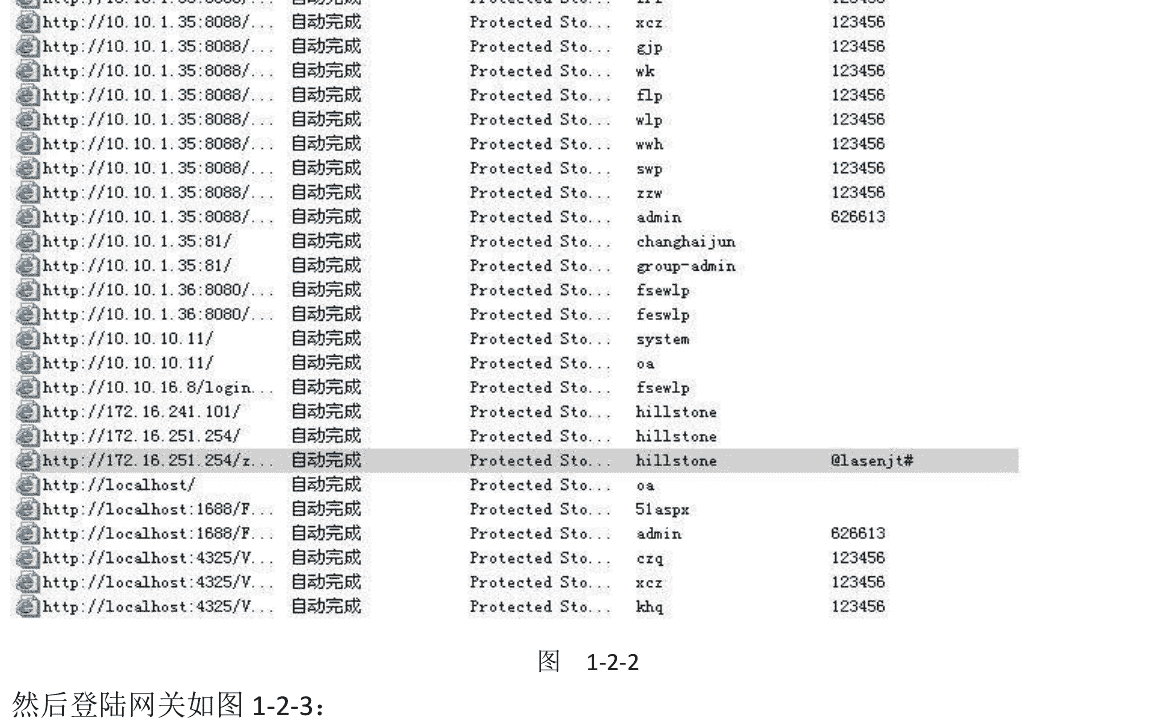 http://10.10.1.35:8088/... 自动完成 Protected Sto... xcz 123456
http://10.10.1.35:8088/... 自动完成 Protected Sto... gjp 123456
http://10.10.1.35:8088/... 自动完成 Protected Sto... wk 123456
http://10.10.1.35:8088/... 自动完成 Protected Sto... flp 123456
http://10.10.1.35:8088/... 自动完成 Protected Sto... wlp 123456
http://10.10.1.35:8088/... 自动完成 Protected Sto... wwh 123456
http://10.10.1.35:8088/... 自动完成 Protected Sto... swp 123456
http://10.10.1.35:8088/... 自动完成 Protected Sto... zzw 123456
http://10.10.1.35:8088/... 自动完成 Protected Sto... admin 626613
http://10.10.1.35:81/ 自动完成 Protected Sto... changhaijun
http://10.10.1.35:81/ 自动完成 Protected Sto... group-admin
http://10.10.1.36:8080/... 自动完成 Protected Sto... fsewlp
http://10.10.1.36:8080/... 自动完成 Protected Sto... feswlp
http://10.10.10.11/ 自动完成 Protected Sto... system
http://10.10.10.11/ 自动完成 Protected Sto... oa
http://10.10.16.8/login... 自动完成 Protected Sto... fsewlp
http://172.16.241.101/ 自动完成 Protected Sto... hillstone
http://172.16.251.254/ 自动完成 Protected Sto... hillstone
http://172.16.251.254/z... 自动完成 Protected Sto... hillstone @lasenjt#
http://localhost/ 自动完成 Protected Sto... oa
http://localhost:1688/F... 自动完成 Protected Sto... 51aspx
http://localhost:1688/F... 自动完成 Protected Sto... admin 626613
http://localhost:4325/V... 自动完成 Protected Sto... czq 123456
http://localhost:4325/V... 自动完成 Protected Sto... xcz 123456
http://localhost:4325/V... 自动完成 Protected Sto... khq 123456
图 1-2-2
然后登陆网关如图 1-2-3：